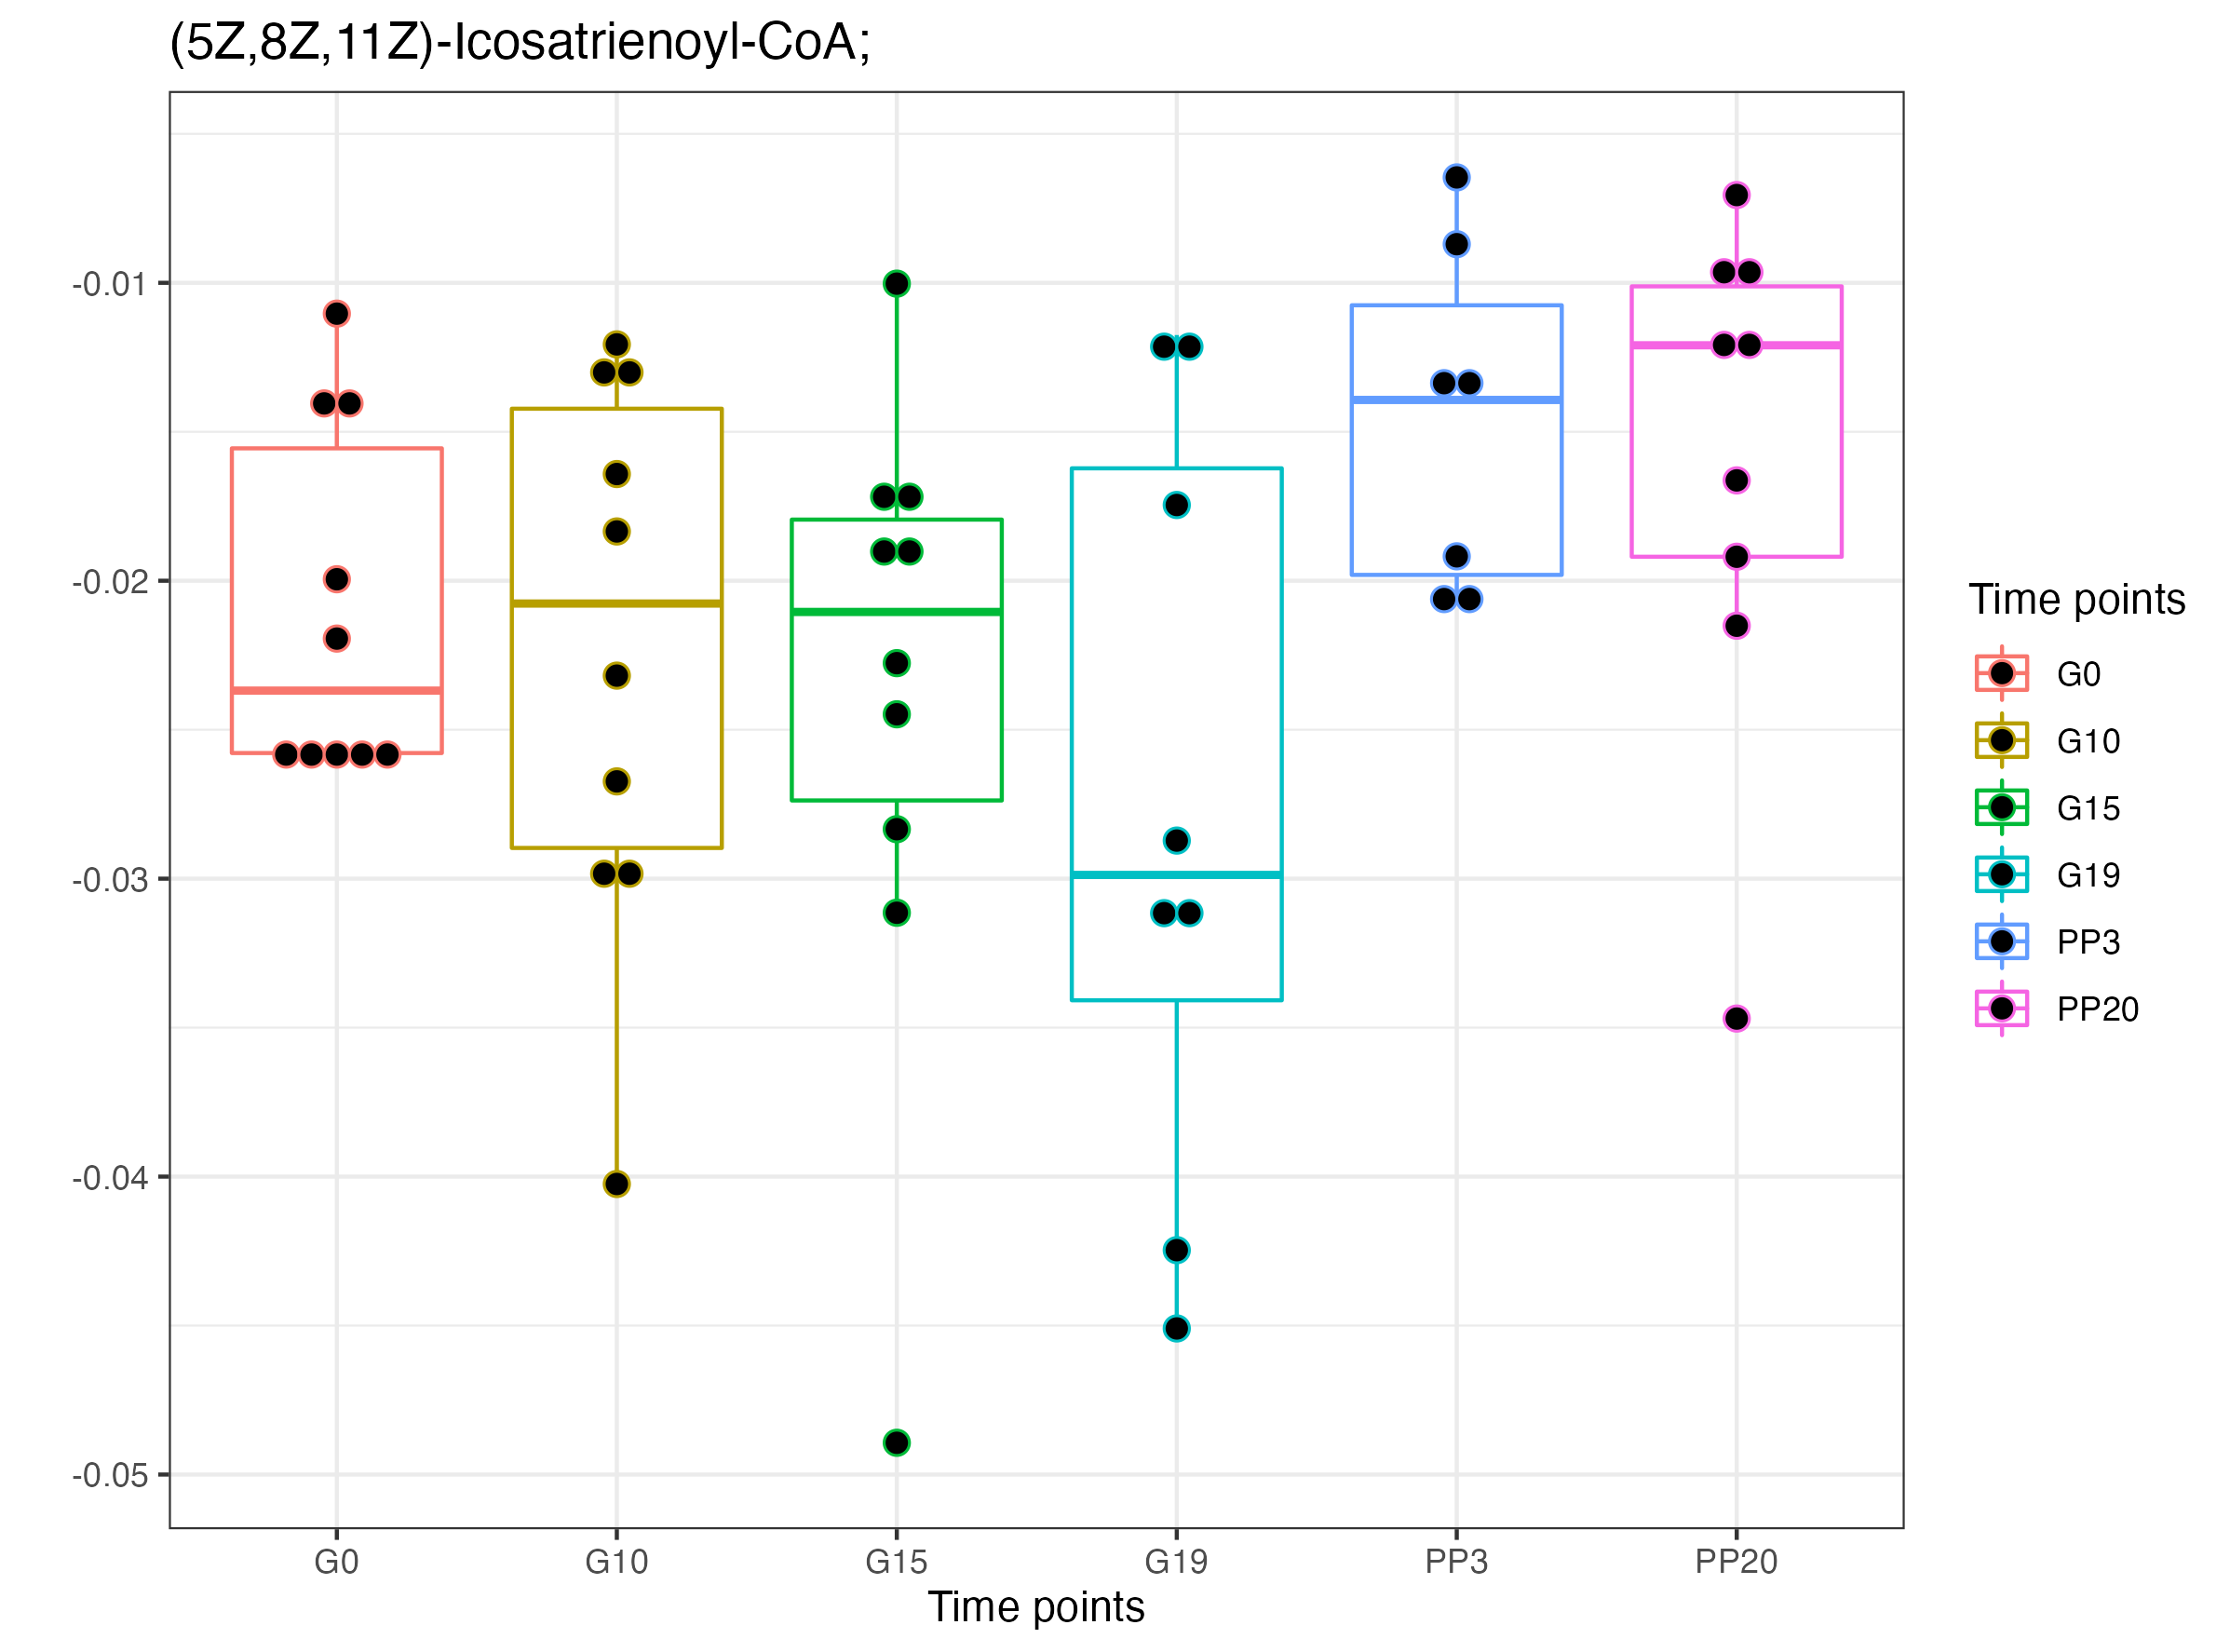 (5Z,8Z,11Z)-Icosatrienoyl-CoA;
-0.01
-0.02
-0.03
-0.04
-0.05
G0 G10 G15 G19 PP3 PP20
Time points
Time points
G0
G10
G15
G19
PP3
PP20